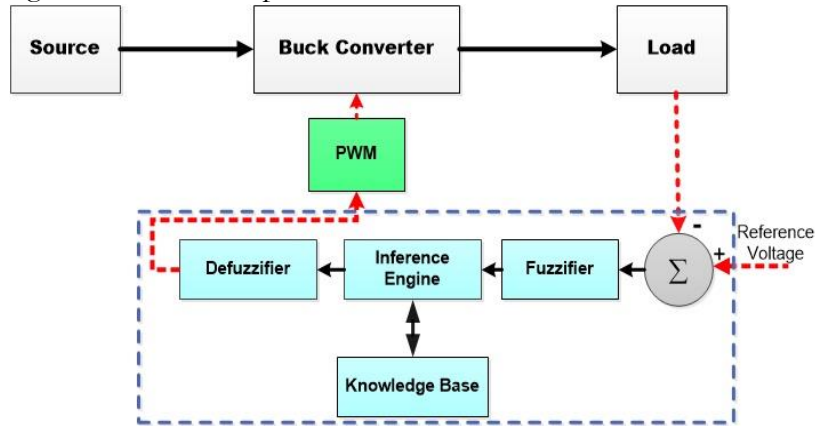 Source
Buck Converter
Load
PWM
-
Reference
Voltage
+
Defuzzifier
Inference
Engine
Fuzzifier
Σ
Knowledge Base